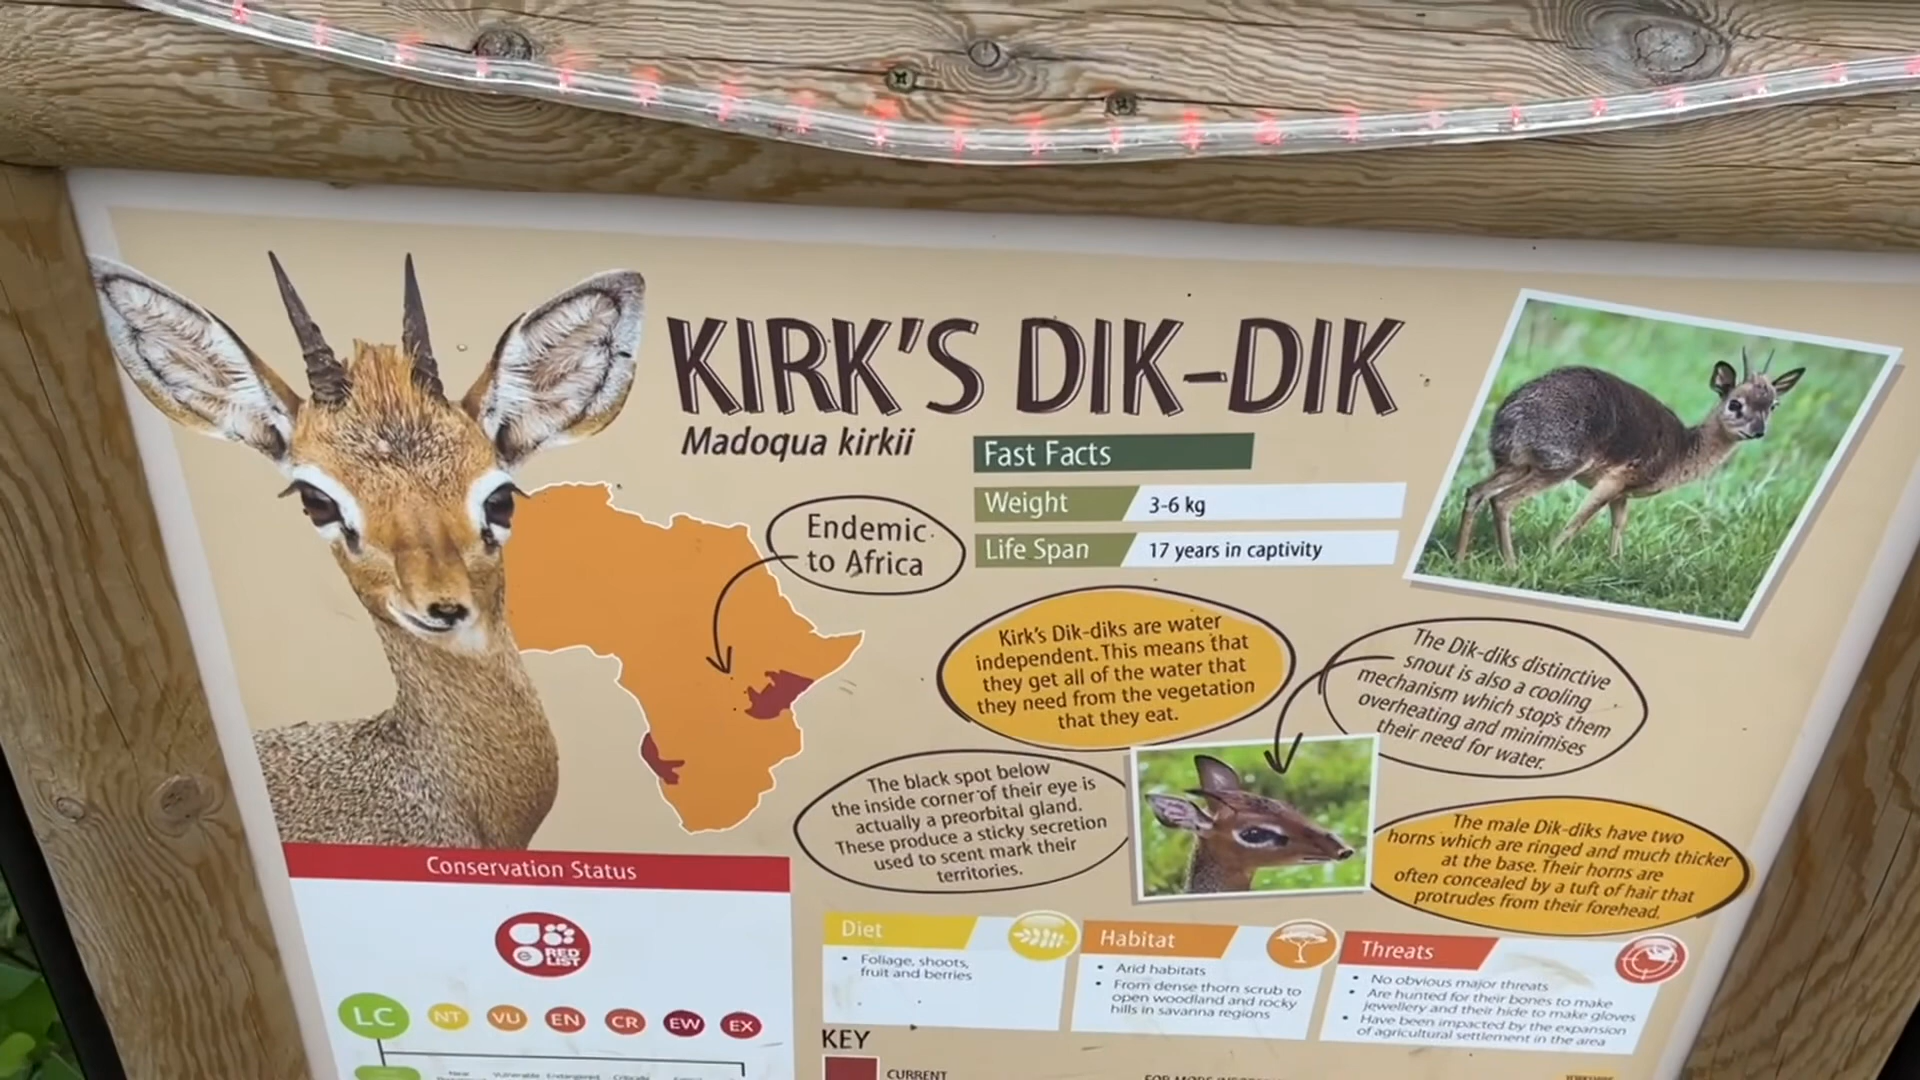 KIRK'S DIK-DIK
Madoqua kirkii
Fast Facts
Weight
3-6 kg
Life Span
17 years in captivity
Endemic
to Africa
Kirk's Dik-diks are water
independent. This means that
they get all of the water that
they need from the vegetation
that they eat.
The Dik-diks distinctive
snout is also a cooling
mechanism which stops them
overheating and minimises
their need for water.
The black spot below
the inside corner of their eye is
actually a preorbital gland.
These produce a sticky secretion
used to scent mark their
territories.
The male Dik-diks have two
horns which are ringed and much thicker
at the base. Their horns are
often concealed by a tuft of hair that
protrudes from their forehead.
Conservation Status
RED
LIST
LC
NT
VU
EN
CR
EW
EX
Diet
• Foliage, shoots,
fruit and berries
Habitat
• Arid habitats
• From dense thorn scrub to
open woodland and rocky
hills in savanna regions
Threats
• No obvious major threats
• Are hunted for their bones to make
jewellery and their hide to make gloves
• Have been impacted by the expansion
of agricultural settlement in the area
KEY
CURRENT